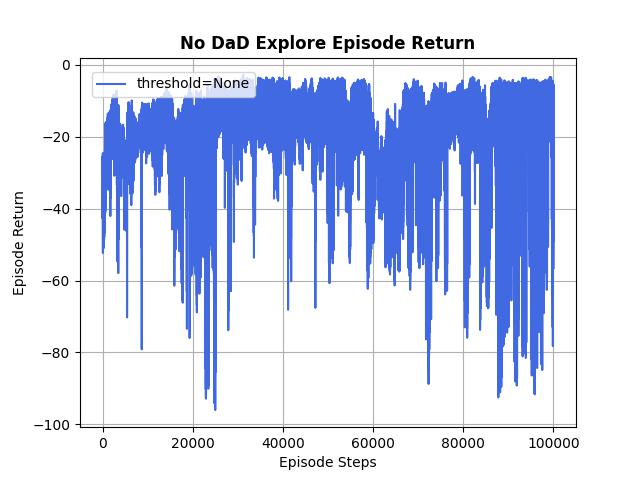 No DaD Explore Episode Return
threshold=None
Episode Return
0
−20
−40
−60
−80
−100
0 20000 40000 60000 80000 100000
Episode Steps